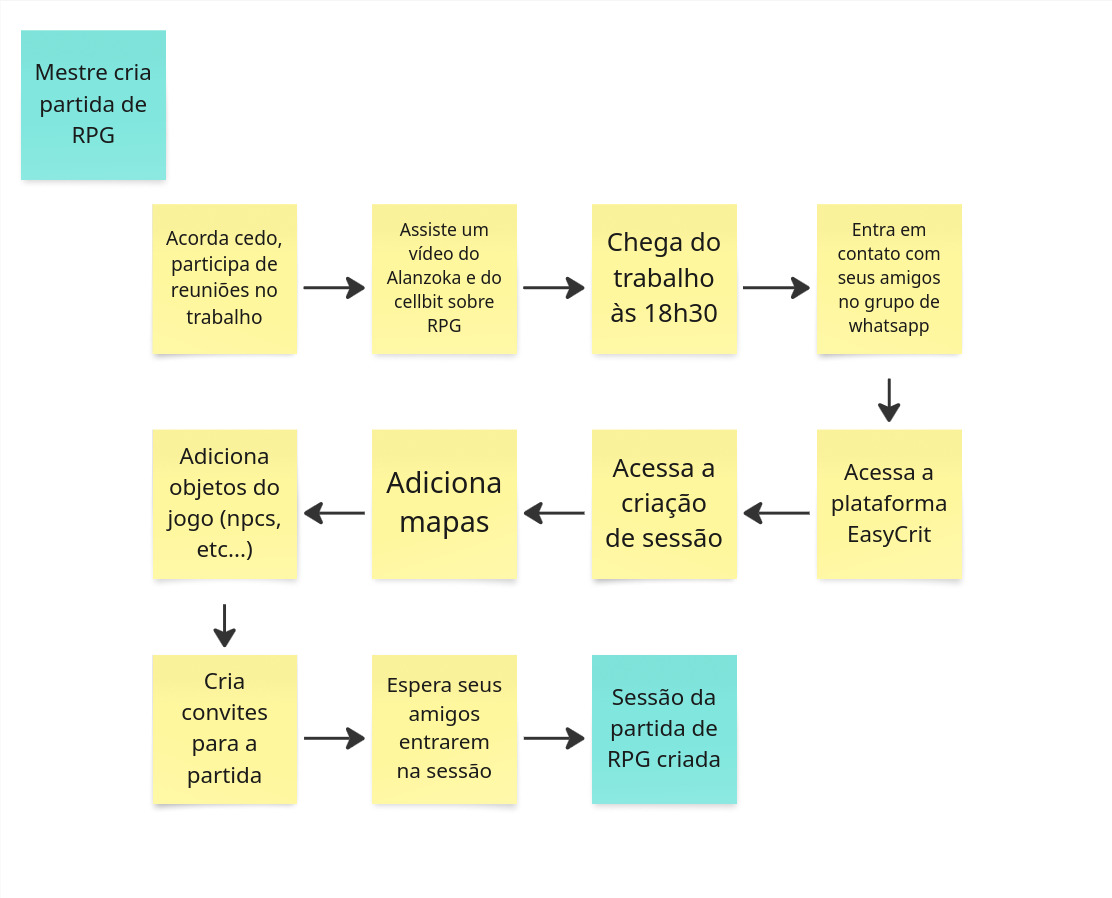 Mestre cria
partida de
RPG
Acorda cedo,
participa de
reuniões no
trabalho
Assiste um
vídeo do
Alanzoka e do
cellbit sobre
RPG
Chega do
trabalho
às 18h30
Entra em
contato com
seus amigos
no grupo de
whatsapp
Acessa a
plataforma
EasyCrit
Acessa a
criação
de sessão
Adiciona
mapas
Adiciona
objetos do
jogo (npcs,
etc...)
Cria
convites
para a
partida
Espera seus
amigos
entrarem
na sessão
Sessão da
partida de
RPG criada